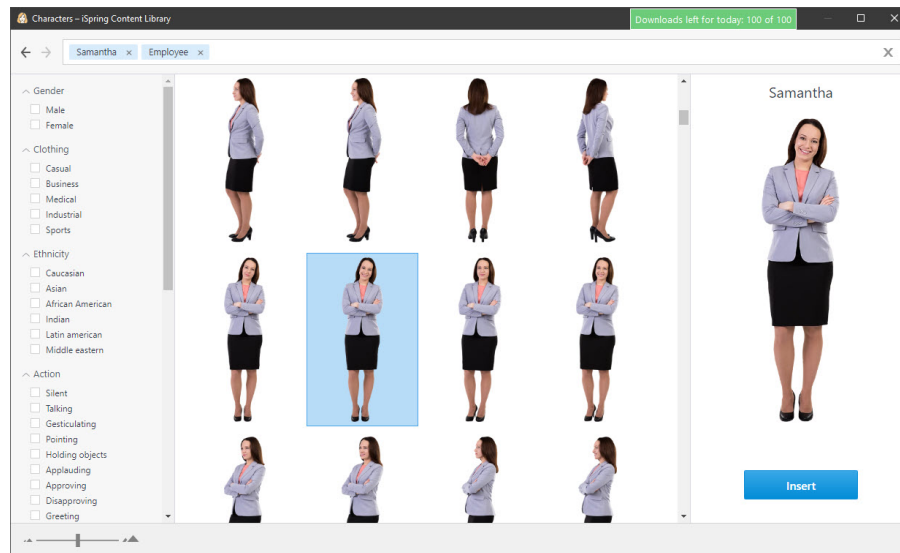 Characters – iSpring Content Library
Downloads left for today: 100 of 100
Samantha × Employee ×
Gender
Male
Female
Clothing
Casual
Business
Medical
Industrial
Sports
Ethnicity
Caucasian
Asian
African American
Indian
Latin american
Middle eastern
Action
Silent
Talking
Gesticulating
Pointing
Holding objects
Applauding
Approving
Disapproving
Greeting
Samantha
Insert